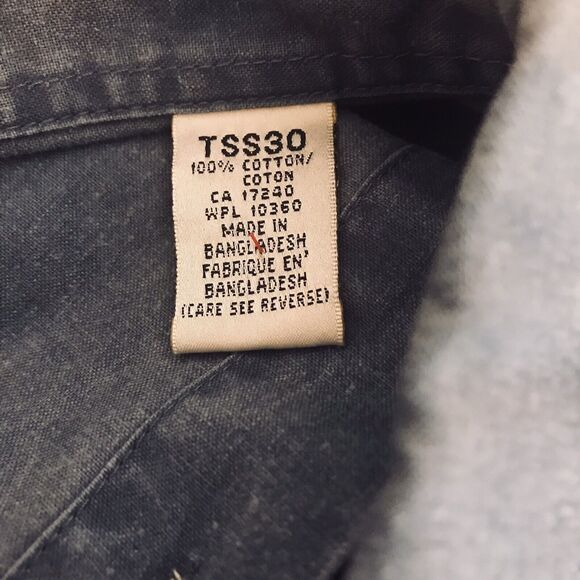 TSS30
100% COTTON/
COTON
CA 17240
WPL 10360
MADE IN
BANGLADESH
FABRIQUE EN'
BANGLADESH
(CARE SEE REVERSE)